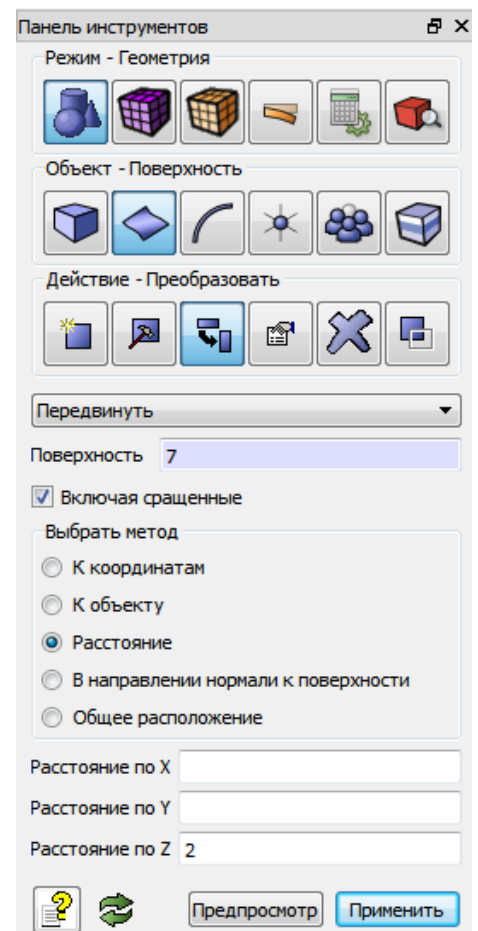 Панель инструментов
Режим - Геометрия
Объект - Поверхность
Действие - Преобразовать
Передвинуть
Поверхность 7
Включая сращенные
Выбрать метод
К координатам
К объекту
Расстояние
В направлении нормали к поверхности
Общее расположение
Расстояние по X
Расстояние по Y
Расстояние по Z 2
Предпросмотр Применить